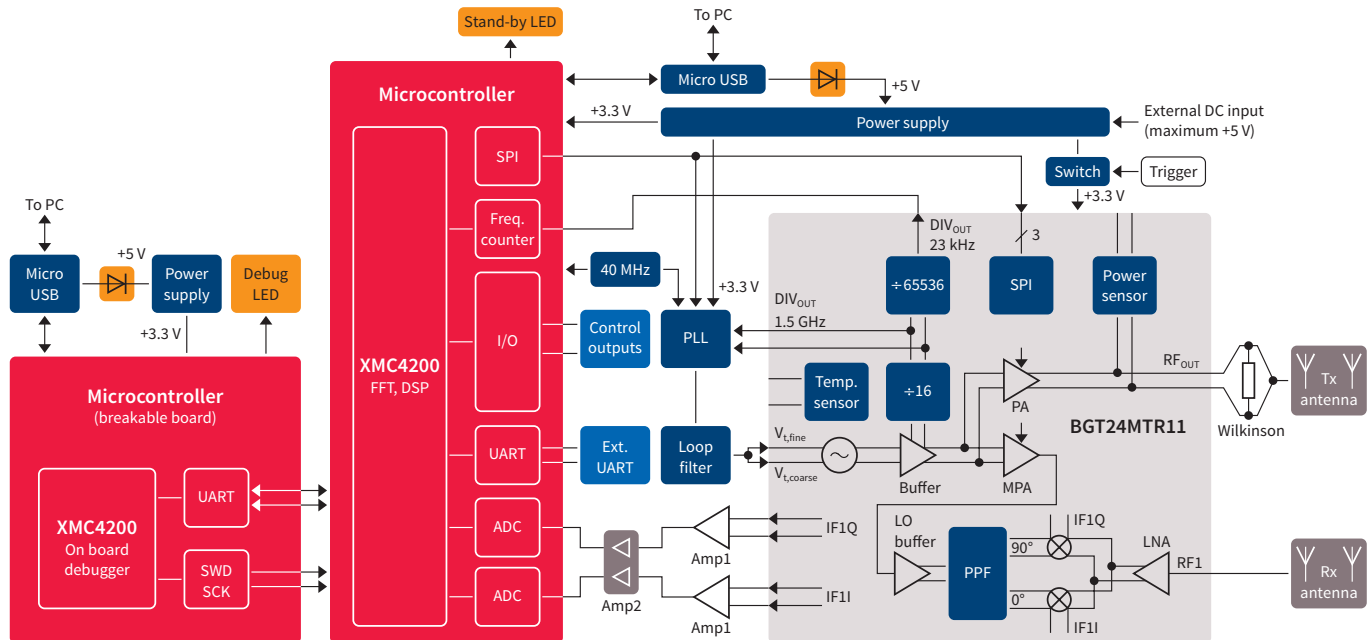 Stand-by LED
To PC
Micro USB
+5 V
Microcontroller
+3.3 V
Power supply
External DC input
(maximum +5 V)
SPI
Switch
Trigger
+3.3 V
Freq.
counter
DIV_OUT
23 kHz
3
40 MHz
÷65536
SPI
Power
sensor
To PC
Micro
USB
+5 V
Power
supply
Debug
LED
+3.3 V
+3.3 V
DIV_OUT
1.5 GHz
I/O
Control
outputs
PLL
XMC4200
FFT, DSP
Temp.
sensor
÷16
PA
RF_OUT
Tx
antenna
Wilkinson
BGT24MTR11
Microcontroller
(breakable board)
UART
Ext.
UART
Loop
filter
V_t,fine
V_t,coarse
Buffer
MPA
XMC4200
On board
debugger
UART
SWD
SCK
ADC
ADC
Amp2
Amp1
Amp1
IF1Q
IF1I
LO
buffer
PPF
90°
0°
IF1Q
IF1I
LNA
RF1
Rx
antenna